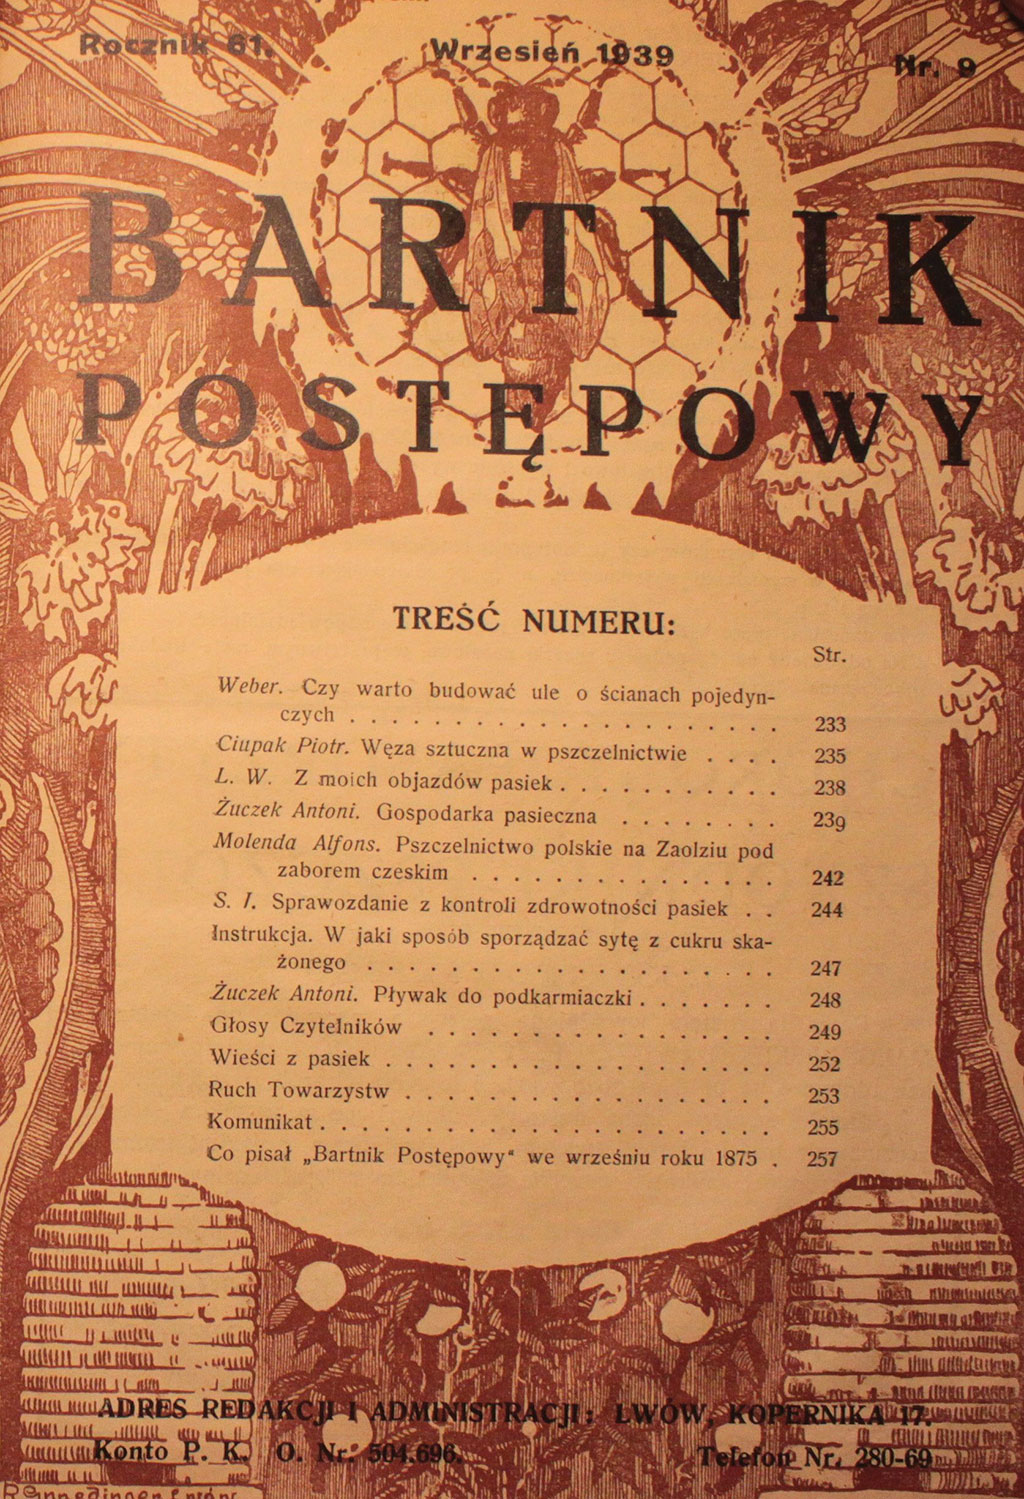 Rocznik 61.
Wrzesień 1939
Nr. 9
BARTNIK
POSTĘPOWY
TREŚĆ NUMERU:
Str.
Weber. Czy warto budować ule o ścianach pojedyn-
czych . . . . . . . . . . . . . . . . . . . . 233
Ciupak Piotr. Węza sztuczna w pszczelnictwie . . . . 235
L. W. Z moich objazdów pasiek . . . . . . . . . . . 238
Żuczek Antoni. Gospodarka pasieczna . . . . . . . . 239
Molenda Alfons. Pszczelnictwo polskie na Zaolziu pod
zaborem czeskim . . . . . . . . . . . . . . . 242
S. I. Sprawozdanie z kontroli zdrowotności pasiek . . 244
Instrukcja. W jaki sposób sporządzać sytę z cukru ska-
żonego . . . . . . . . . . . . . . . . . . . 247
Żuczek Antoni. Pływak do podkarmiaczki . . . . . . . 248
Głosy Czytelników . . . . . . . . . . . . . . . . 249
Wieści z pasiek . . . . . . . . . . . . . . . . . . 252
Ruch Towarzystw . . . . . . . . . . . . . . . . . 253
Komunikat . . . . . . . . . . . . . . . . . . . . . 255
Co pisał „Bartnik Postępowy“ we wrześniu roku 1875 . 257
ADRES REDAKCJI I ADMINISTRACJI: LWÓW, KOPERNIKA 17.
Konto P. K. O. Nr. 504.696.
Telefon Nr. 280-69